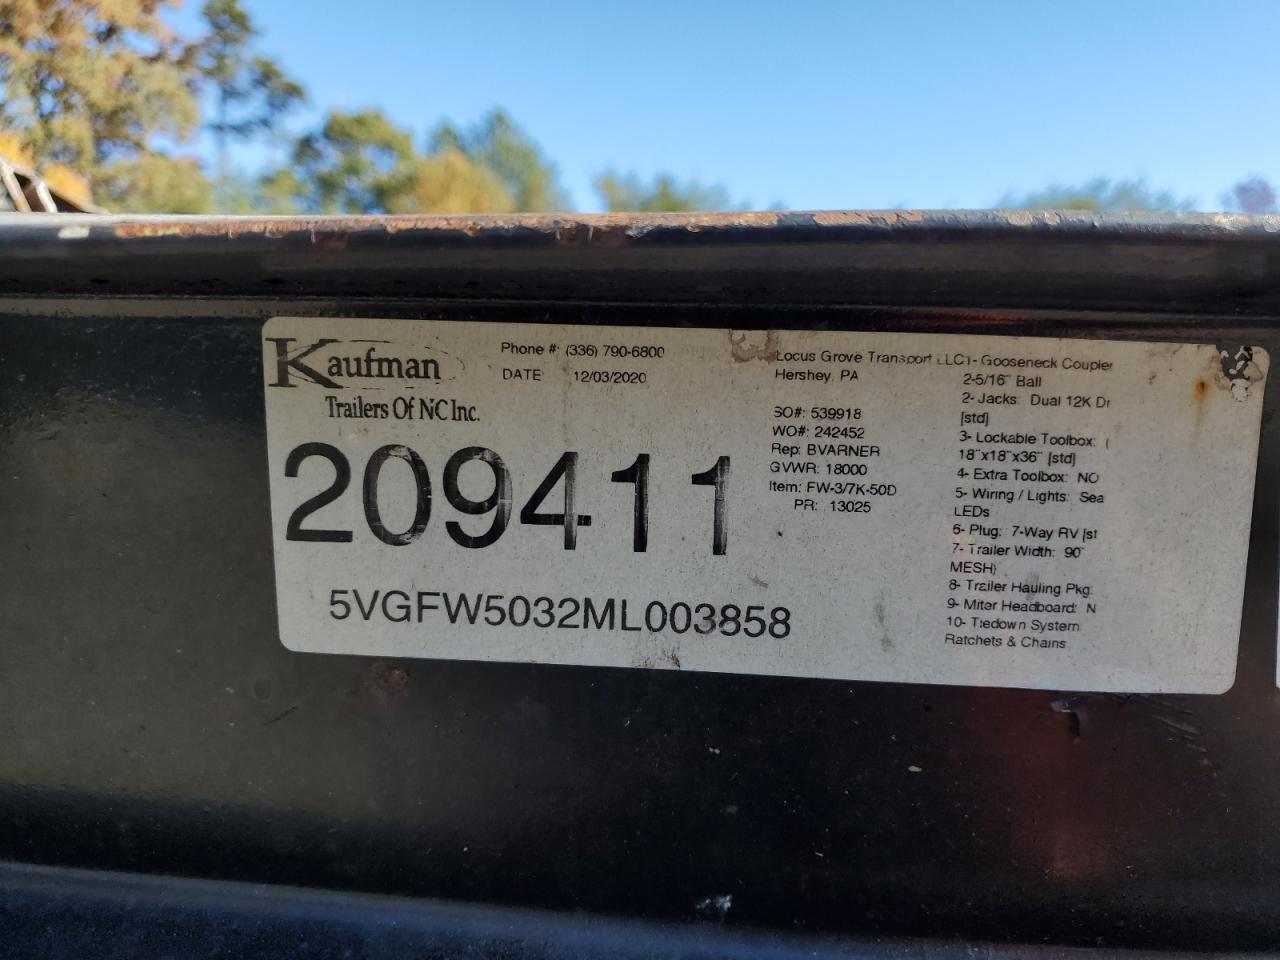 Kaufman
Trailers Of NC Inc.
Phone #: (336) 790-6800
DATE 12/03/2020
209411
5VGFW5032ML003858
Locus Grove Transport LLC
Hershey, PA
SO#: 539918
WO#: 242452
Rep: BVARNER
GVWR: 18000
Item: FW-3/7K-50D
PR: 13025
1- Gooseneck Coupler
2-5/16" Ball
2- Jacks: Dual 12K Dr
[std]
3- Lockable Toolbox: (
18"x18"x36" [std]
4- Extra Toolbox: NO
5- Wiring / Lights: Sea
LEDs
6- Plug: 7-Way RV [st
7- Trailer Width: 90"
MESH)
8- Trailer Hauling Pkg:
9- Miter Headboard: N
10- Tiedown System:
Ratchets & Chains